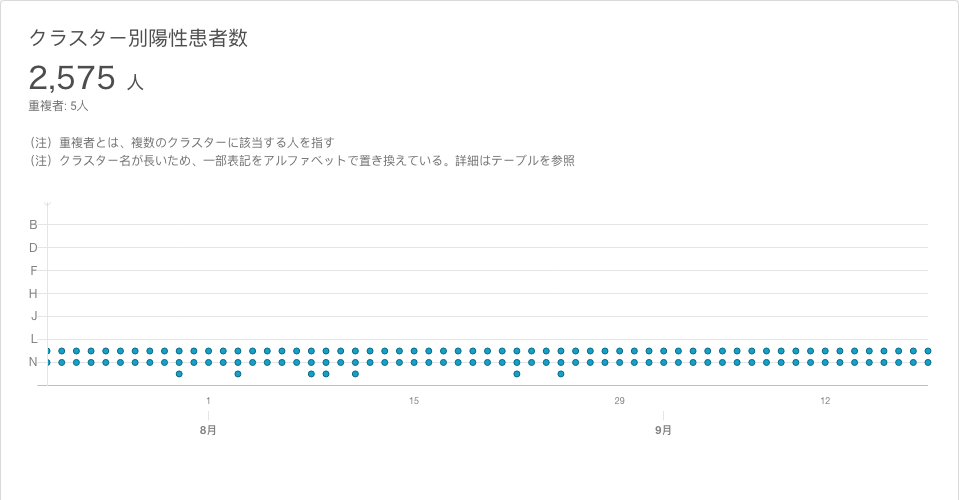 クラスター別陽性患者数
2,575 人
重複者: 5人
（注）重複者とは、複数のクラスターに該当する人を指す
（注）クラスター名が長いため、一部表記をアルファベットで置き換えている。詳細はテーブルを参照
B
D
F
H
J
L
N
1 15 29 12
8月 9月